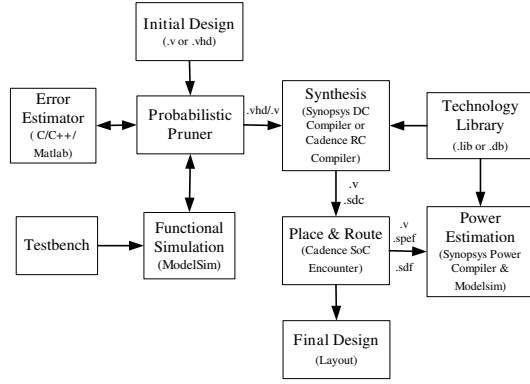 Initial Design
(.v or .vhd)
Error
Estimator
( C/C++/
Matlab)
Probabilistic
Pruner
.vhd/.v
Synthesis
(Synopsys DC
Compiler or
Cadence RC
Compiler)
Technology
Library
(.lib or .db)
.v
.sdc
Testbench
Functional
Simulation
(ModelSim)
Place & Route
(Cadence SoC
Encounter)
.v
.spef
.sdf
Power
Estimation
(Synopsys Power
Compiler &
Modelsim)
Final Design
(Layout)